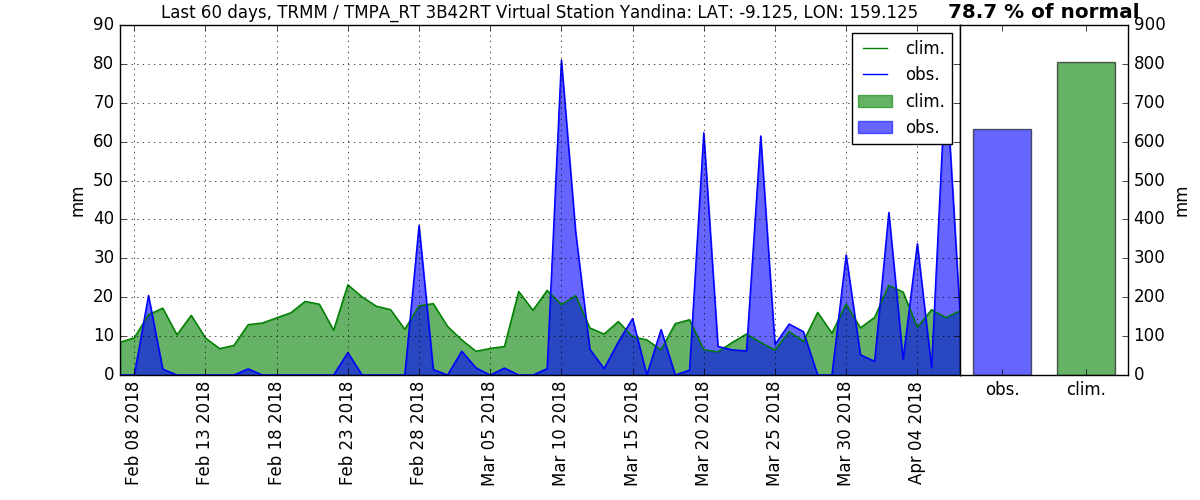 Last 60 days, TRMM / TMPA_RT 3B42RT Virtual Station Yandina: LAT: -9.125, LON: 159.125
78.7 % of normal
90
80
70
60
50
40
30
20
10
0
mm
clim.
obs.
clim.
obs.
900
800
700
600
500
400
300
200
100
0
mm
obs.
clim.
Feb 08 2018
Feb 13 2018
Feb 18 2018
Feb 23 2018
Feb 28 2018
Mar 05 2018
Mar 10 2018
Mar 15 2018
Mar 20 2018
Mar 25 2018
Mar 30 2018
Apr 04 2018